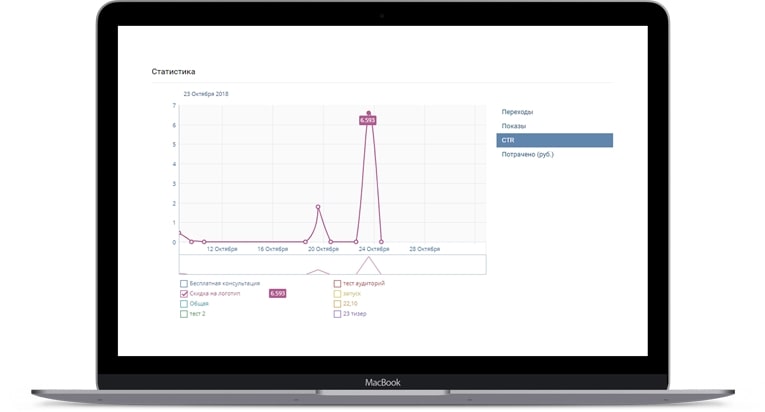 Статистика
23 Октября 2018
7
6.593
6
5
4
3
2
1
0
12 Октября 16 Октября 20 Октября 24 Октября 28 Октября
Переходы
Показы
CTR
Потрачено (руб.)
Бесплатная консультация
Скидка на логотип 6.593
Общая
тест 2
тест аудиторий
запуск
22,10
23 тизер
MacBook